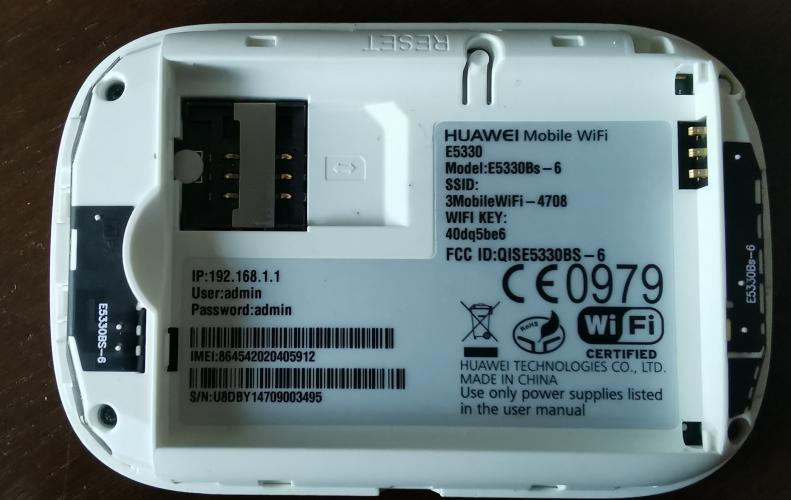 RESET
HUAWEI Mobile WiFi
E5330
Model:E5330Bs-6
SSID:
3MobileWiFi-4708
WIFI KEY:
40dq5be6
FCC ID:QISE5330BS-6
IP:192.168.1.1
User:admin
Password:admin
IMEI:864542020405912
S/N:U8DBY14709003495
CE0979
RoHS
Wi Fi
CERTIFIED
HUAWEI TECHNOLOGIES CO., LTD.
MADE IN CHINA
Use only power supplies listed
in the user manual
E5330BS-6
E5330Bs-6